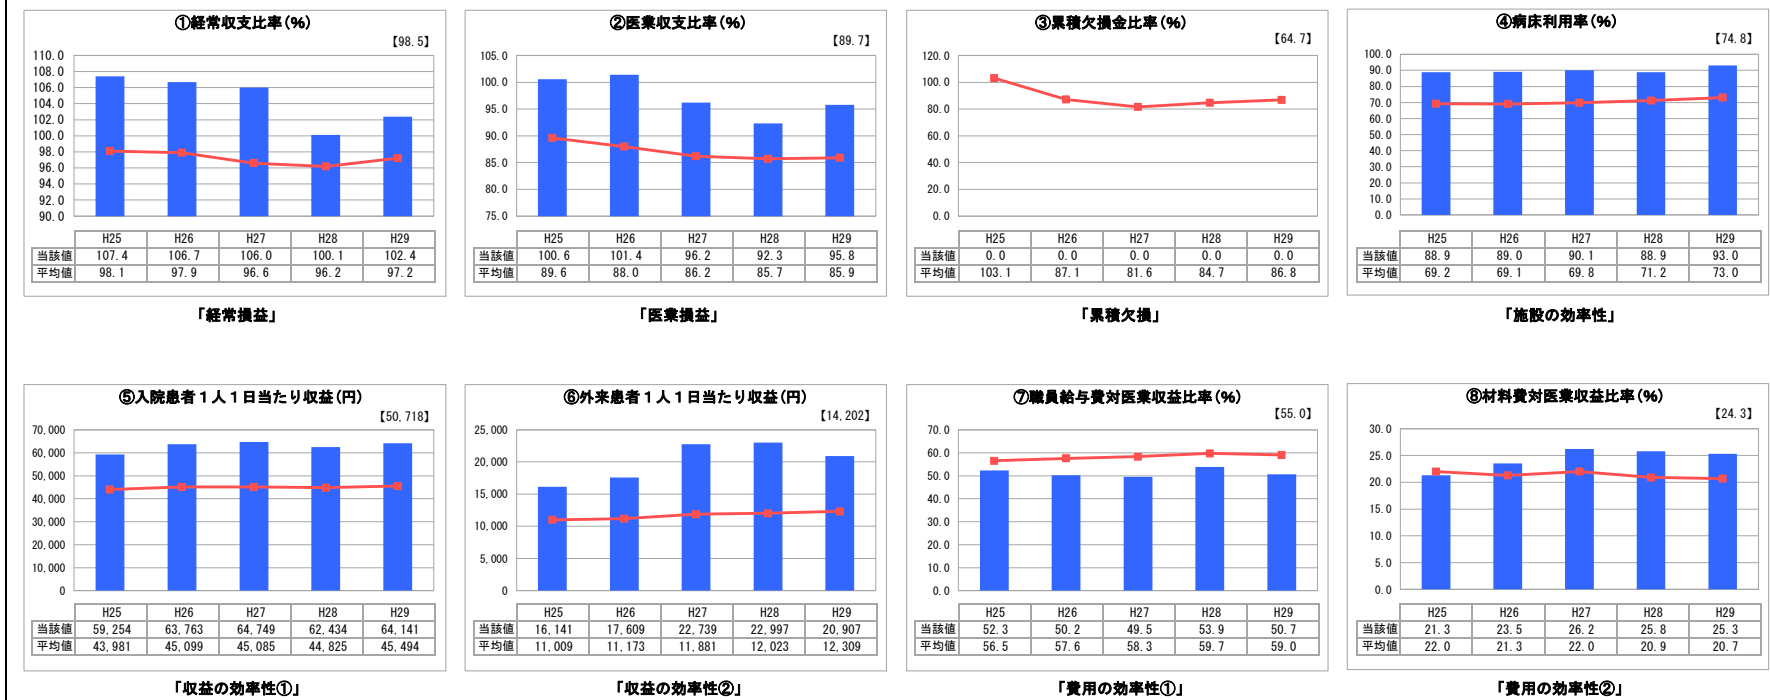 ①経常収支比率(%)
【98.5】
110.0
108.0
106.0
104.0
102.0
100.0
98.0
96.0
94.0
92.0
90.0
H25 H26 H27 H28 H29
当該値 107.4 106.7 106.0 100.1 102.4
平均値 98.1 97.9 96.6 96.2 97.2
「経常損益」
②医業収支比率(%)
【89.7】
105.0
100.0
95.0
90.0
85.0
80.0
75.0
H25 H26 H27 H28 H29
当該値 100.6 101.4 96.2 92.3 95.8
平均値 89.6 88.0 86.2 85.7 85.9
「医業損益」
③累積欠損金比率(%)
【64.7】
120.0
100.0
80.0
60.0
40.0
20.0
0.0
H25 H26 H27 H28 H29
当該値 0.0 0.0 0.0 0.0 0.0
平均値 103.1 87.1 81.6 84.7 86.8
「累積欠損」
④病床利用率(%)
【74.8】
100.0
90.0
80.0
70.0
60.0
50.0
40.0
30.0
20.0
10.0
0.0
H25 H26 H27 H28 H29
当該値 88.9 89.0 90.1 88.9 93.0
平均値 69.2 69.1 69.8 71.2 73.0
「施設の効率性」
⑤入院患者1人1日当たり収益(円)
【50,718】
70,000
60,000
50,000
40,000
30,000
20,000
10,000
0
H25 H26 H27 H28 H29
当該値 59,254 63,763 64,749 62,434 64,141
平均値 43,981 45,099 45,085 44,825 45,494
「収益の効率性①」
⑥外来患者1人1日当たり収益(円)
【14,202】
25,000
20,000
15,000
10,000
5,000
0
H25 H26 H27 H28 H29
当該値 16,141 17,609 22,739 22,997 20,907
平均値 11,009 11,173 11,881 12,023 12,309
「収益の効率性②」
⑦職員給与費対医業収益比率(%)
【55.0】
70.0
60.0
50.0
40.0
30.0
20.0
10.0
0.0
H25 H26 H27 H28 H29
当該値 52.3 50.2 49.5 53.9 50.7
平均値 56.5 57.6 58.3 59.7 59.0
「費用の効率性①」
⑧材料費対医業収益比率(%)
【24.3】
30.0
25.0
20.0
15.0
10.0
5.0
0.0
H25 H26 H27 H28 H29
当該値 21.3 23.5 26.2 25.8 25.3
平均値 22.0 21.3 22.0 20.9 20.7
「費用の効率性②」